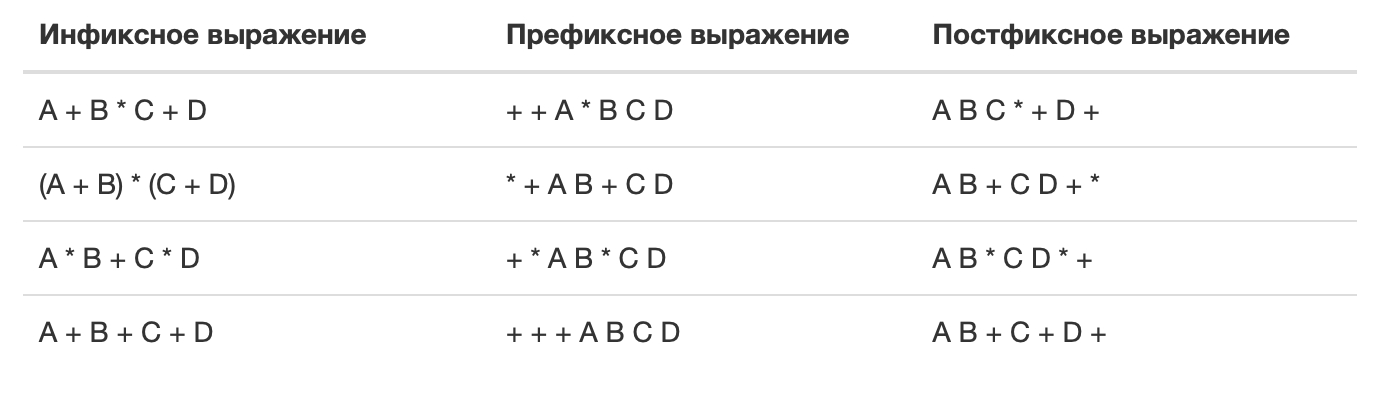 Инфиксное выражение Префиксное выражение Постфиксное выражение
A + B * C + D + + A * B C D A B C * + D +
(A + B) * (C + D) * + A B + C D A B + C D + *
A * B + C * D + * A B * C D A B * C D * +
A + B + C + D + + + A B C D A B + C + D +